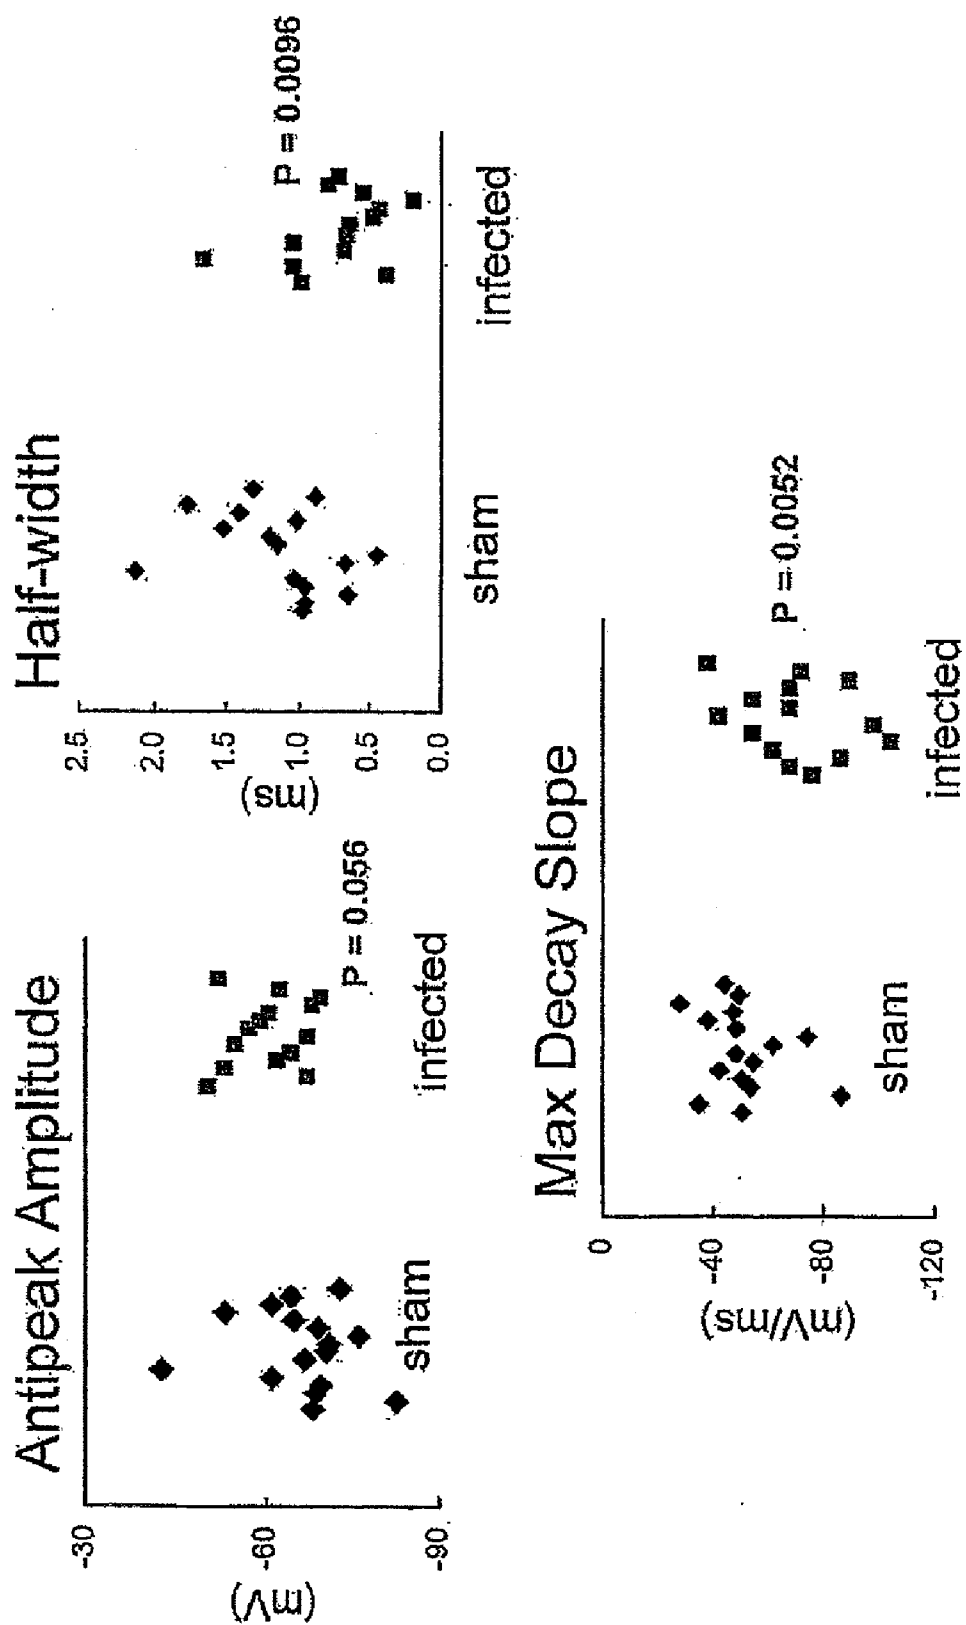 Antipeak Amplitude
-30
-60
-90
(mV)
sham
infected
P = 0.056
Half-width
2.5
2.0
1.5
1.0
0.5
0.0
(ms)
sham
infected
P = 0.0096
Max Decay Slope
0
-40
-80
-120
(mV/ms)
sham
infected
P = 0.0052